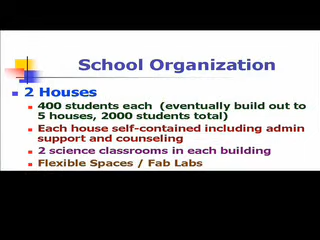 School Organization
2 Houses
400 students each (eventually build out to
5 houses, 2000 students total)
Each house self-contained including admin
support and counseling
2 science classrooms in each building
Flexible Spaces / Fab Labs